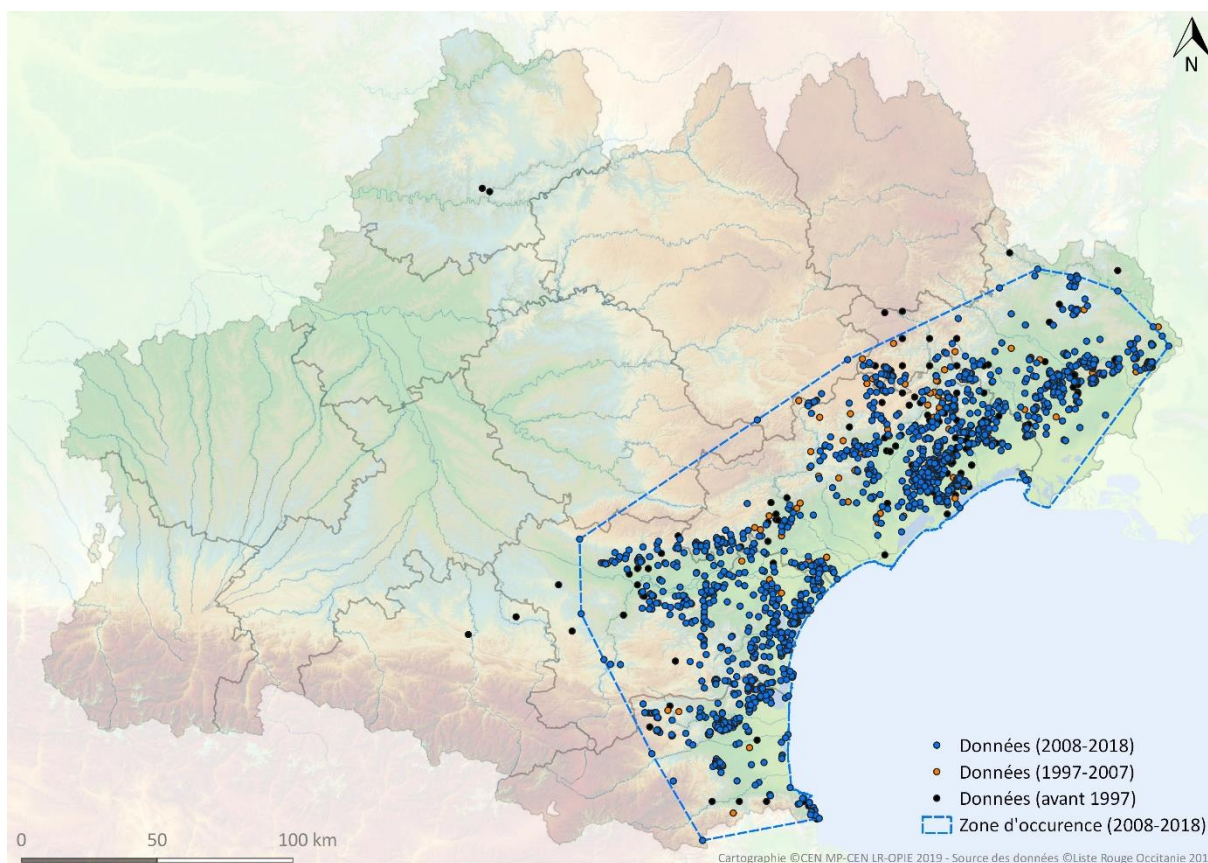 N
Données (2008-2018)
Données (1997-2007)
Données (avant 1997)
Zone d'occurence (2008-2018)
0 50 100 km
Cartographie ©CEN MP-CEN LR-OPIE 2019 - Source des données ©Liste Rouge Occitanie 201